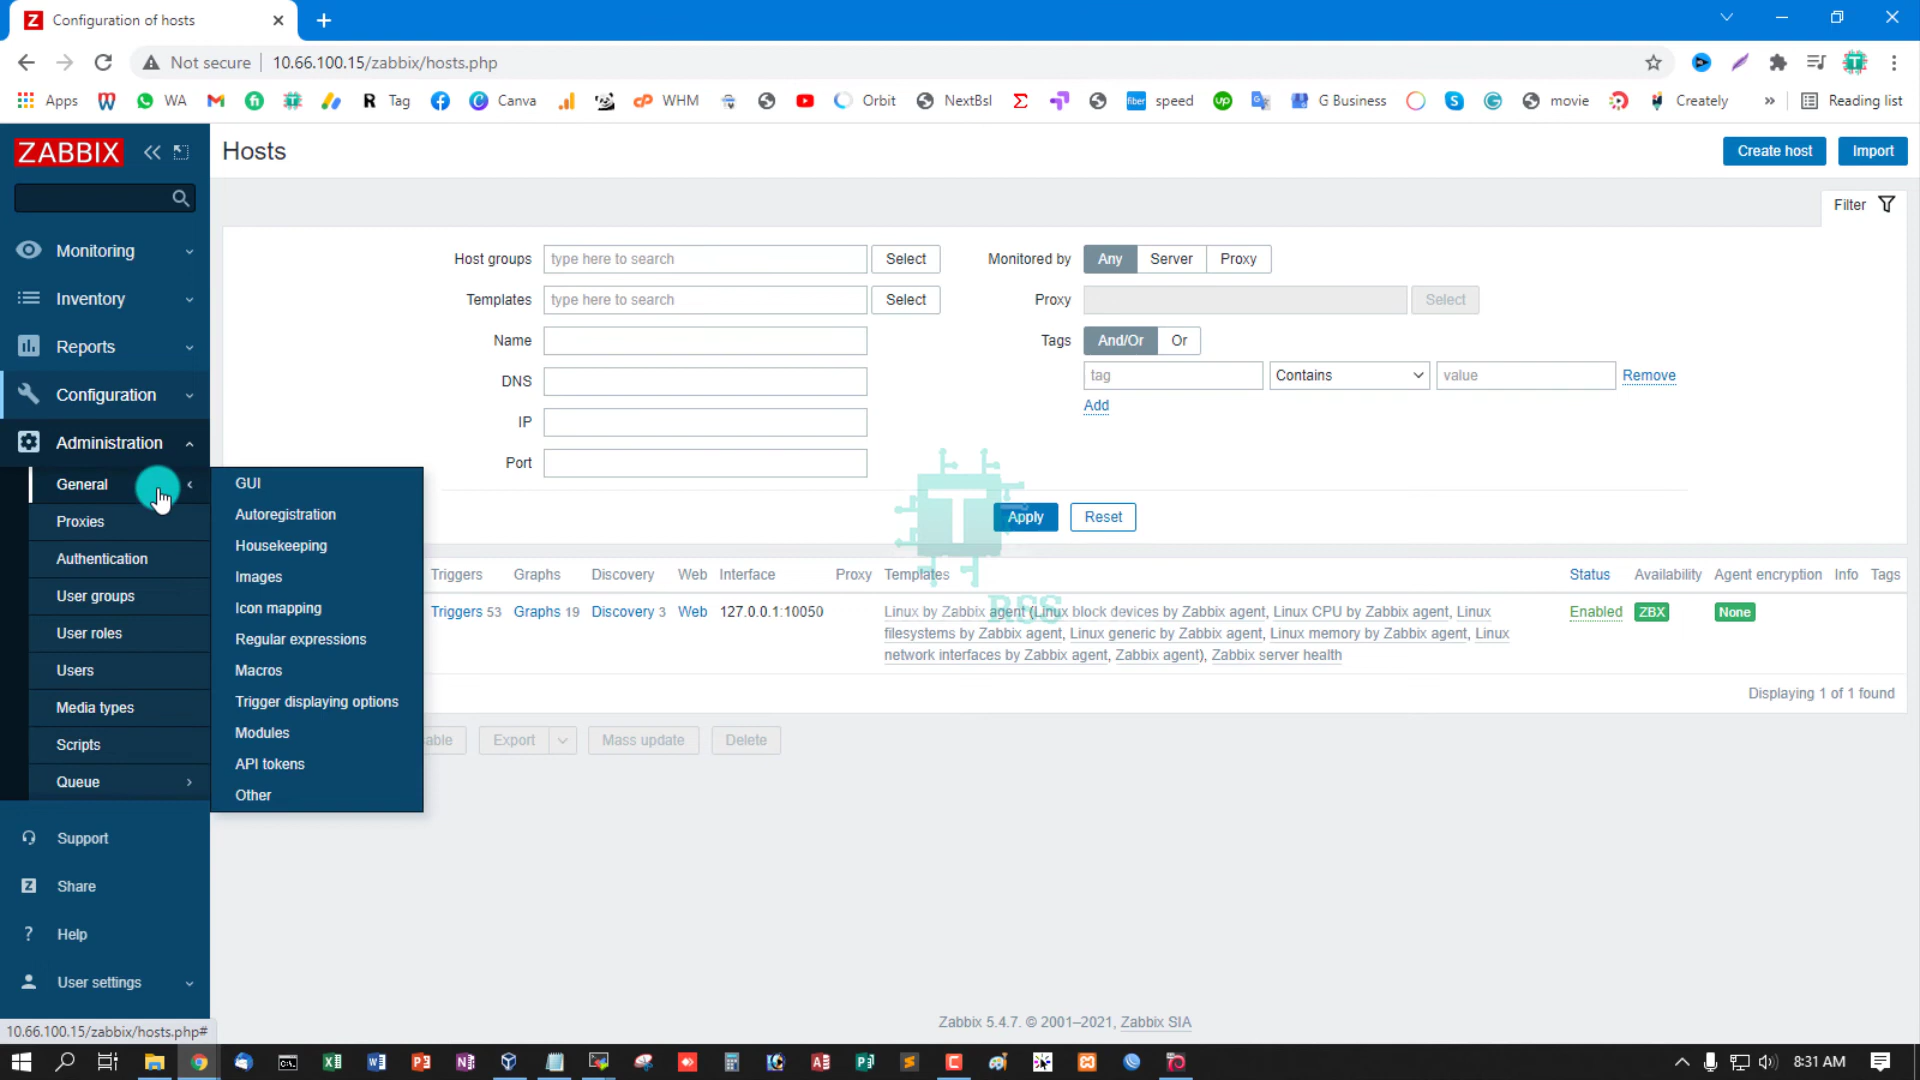 Configuration of hosts
Not secure
10.66.100.15/zabbix/hosts.php
Apps
WA
Tag
Canva
WHM
Orbit
NextBsl
fiber
speed
up
G Business
movie
Creately
Reading list
ZABBIX
Hosts
Create host
Import
Filter
Monitoring
Inventory
Reports
Configuration
Administration
General
Proxies
Authentication
User groups
User roles
Users
Media types
Scripts
Queue
Support
Share
Help
User settings
GUI
Autoregistration
Housekeeping
Images
Icon mapping
Regular expressions
Macros
Trigger displaying options
Modules
API tokens
Other
Host groups
type here to search
Select
Monitored by
Any
Server
Proxy
Templates
type here to search
Select
Proxy
Select
Name
Tags
And/Or
Or
DNS
tag
Contains
value
Remove
Add
IP
Port
Apply
Reset
Triggers Graphs Discovery Web Interface Proxy Templates Status Availability Agent encryption Info Tags
Triggers 53 Graphs 19 Discovery 3 Web 127.0.0.1:10050 Linux by Zabbix agent (Linux block devices by Zabbix agent, Linux CPU by Zabbix agent, Linux Enabled ZBX None
filesystems by Zabbix agent, Linux generic by Zabbix agent, Linux memory by Zabbix agent, Linux
network interfaces by Zabbix agent, Zabbix agent), Zabbix server health
T
RSS
Displaying 1 of 1 found
Export
Mass update
Delete
Zabbix 5.4.7. © 2001–2021, Zabbix SIA
10.66.100.15/zabbix/hosts.php#
8:31 AM